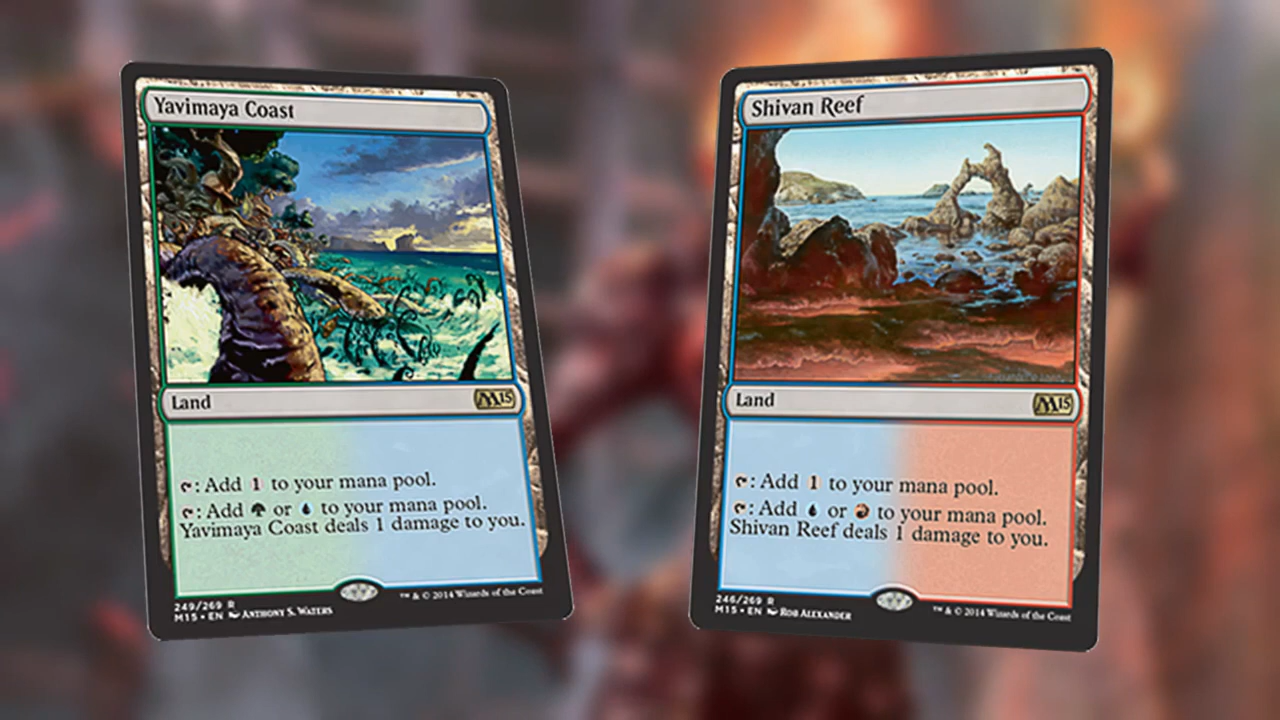 Yavimaya Coast
Land
M15
: Add 1 to your mana pool.
: Add or to your mana pool.
Yavimaya Coast deals 1 damage to you.
249/269 R
M15 • EN ANTHONY S. WATERS
™ & © 2014 Wizards of the Coast
Shivan Reef
Land
M15
: Add 1 to your mana pool.
: Add or to your mana pool.
Shivan Reef deals 1 damage to you.
246/269 R
M15 • EN ROB ALEXANDER
™ & © 2014 Wizards of the Coast